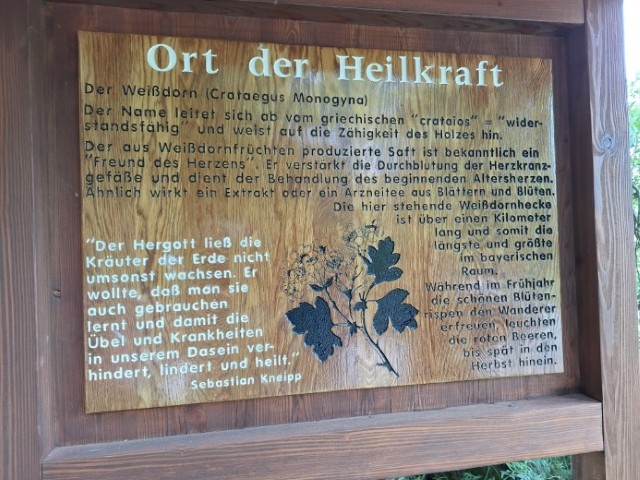 Ort der Heilkraft
Der Weißdorn (Crataegus Monogyna)
Der Name leitet sich ab vom griechischen "crataios" = "wider-
standsfähig" und weist auf die Zähigkeit des Holzes hin.
Der aus Weißdornfrüchten produzierte Saft ist bekanntlich ein
"Freund des Herzens". Er verstärkt die Durchblutung der Herzkranz-
gefäße und dient der Behandlung des beginnenden Altersherzen.
Ähnlich wirkt ein Extrakt oder ein Arzneitee aus Blättern und Blüten.
Die hier stehende Weißdornhecke
ist über einen Kilometer
lang und somit die
längste und größte
im bayerischen
Raum.
Während im Frühjahr
die schönen Blüten-
rispen den Wanderer
erfreuen, leuchten
die roten Beeren,
bis spät in den
Herbst hinein.
"Der Hergott ließ die
Kräuter der Erde nicht
umsonst wachsen. Er
wollte, daß man sie
auch gebrauchen
lernt und damit die
Übel und Krankheiten
in unserem Dasein ver-
hindert, lindert und heilt."
Sebastian Kneipp